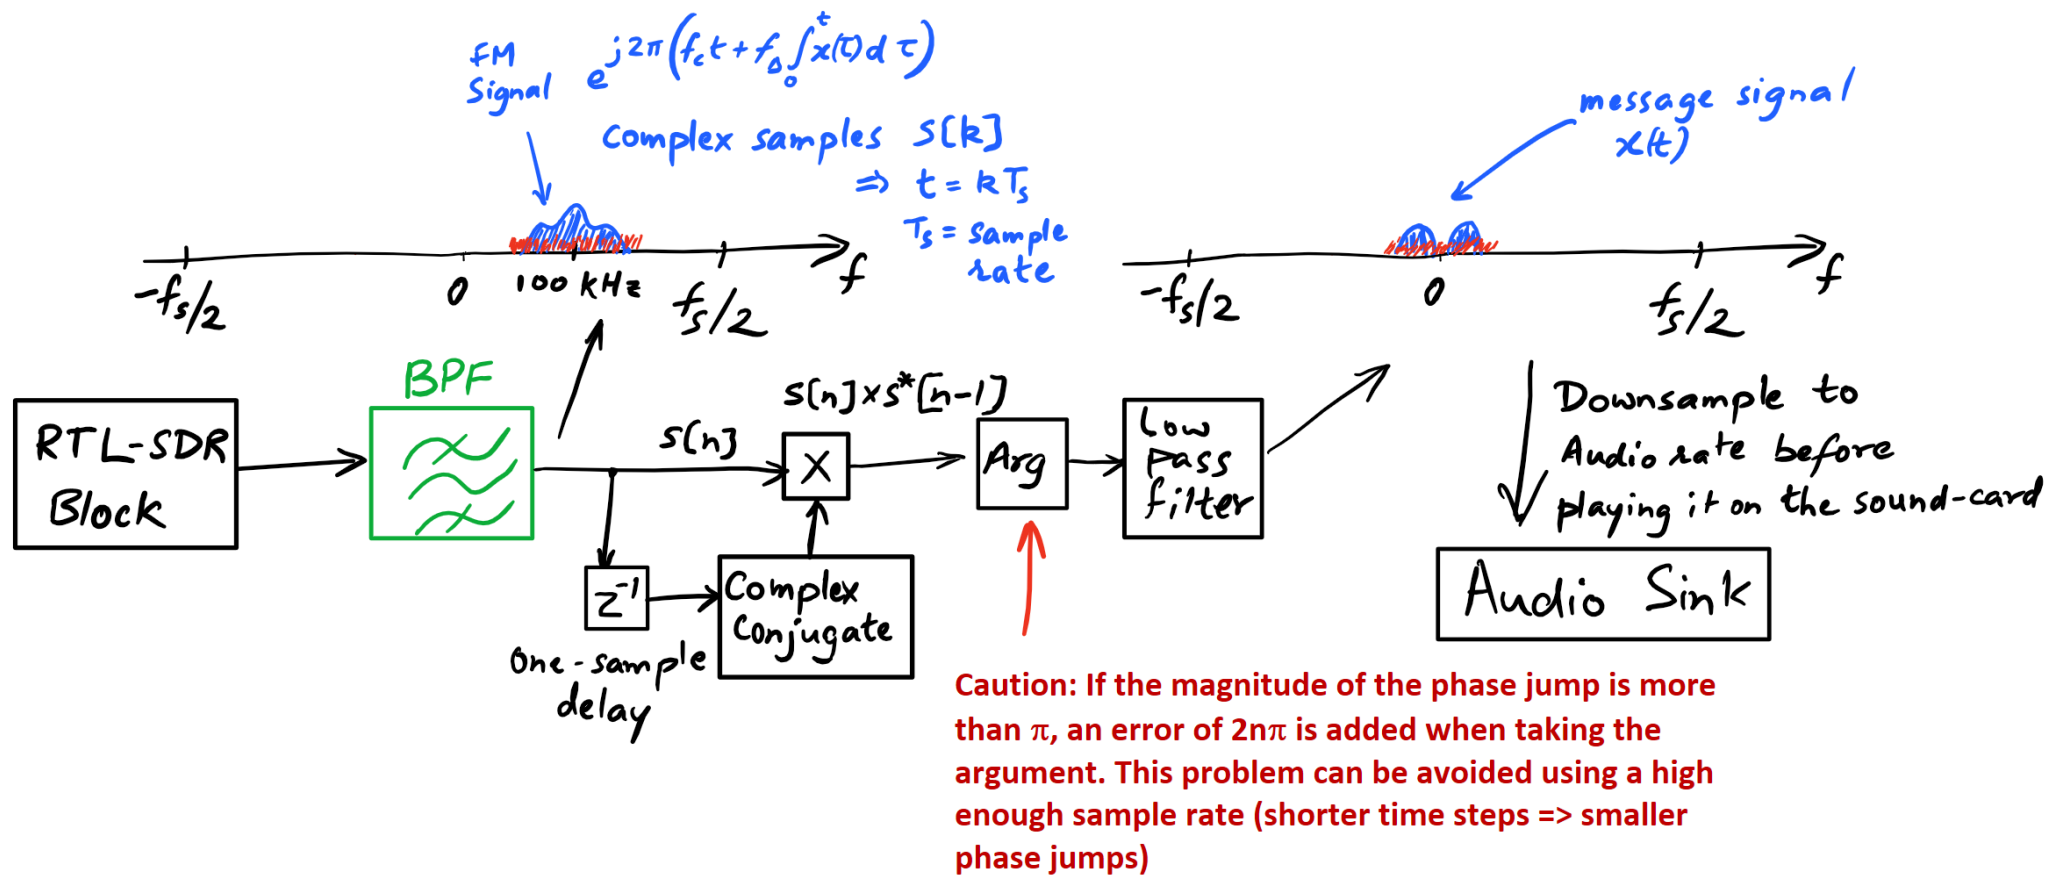 FM
Signal
e^{j2π(f_c t + f_Δ ∫_0^t x(τ) d τ)}
Complex samples s[k]
⇒ t = k T_s
T_s = sample
rate
-f_s/2
0
100 kHz
f_s/2
f
message signal
x(t)
-f_s/2
0
f_s/2
f
RTL-SDR
Block
BPF
s[n]
s[n] × s*[n-1]
X
Arg
Low
pass
filter
z^{-1}
One-sample
delay
Complex
Conjugate
Downsample to
Audio rate before
playing it on the sound-card
Audio Sink
Caution: If the magnitude of the phase jump is more
than π, an error of 2nπ is added when taking the
argument. This problem can be avoided using a high
enough sample rate (shorter time steps => smaller
phase jumps)